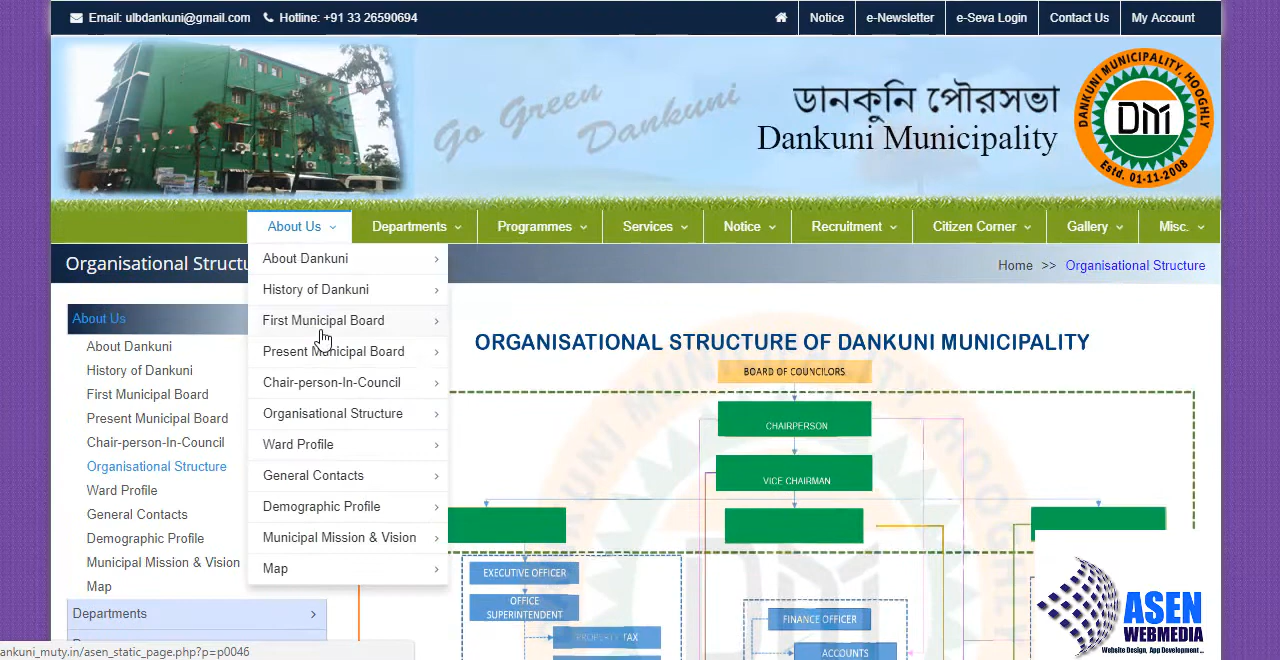 Email: ulbdankuni@gmail.com Hotline: +91 33 26590694
Notice e-Newsletter e-Seva Login Contact Us My Account
Go Green
Dankuni
ডানকুনি পৌরসভা
Dankuni Municipality
DANKUNI MUNICIPALITY, HOOGHLY
DM
Estd. 01-11-2008
About Us Departments Programmes Services Notice Recruitment Citizen Corner Gallery Misc.
Organisational Structu
Home >> Organisational Structure
About Dankuni
History of Dankuni
First Municipal Board
Present Municipal Board
Chair-person-In-Council
Organisational Structure
Ward Profile
General Contacts
Demographic Profile
Municipal Mission & Vision
Map
About Us
About Dankuni
History of Dankuni
First Municipal Board
Present Municipal Board
Chair-person-In-Council
Organisational Structure
Ward Profile
General Contacts
Demographic Profile
Municipal Mission & Vision
Map
Departments
ORGANISATIONAL STRUCTURE OF DANKUNI MUNICIPALITY
BOARD OF COUNCILORS
CHAIRPERSON
VICE CHAIRMAN
EXECUTIVE OFFICER
OFFICE
SUPERINTENDENT
PROPERTY TAX
FINANCE OFFICER
ACCOUNTS
ASEN
WEBMEDIA
Website Design, App Development...
ankuni_muty.in/asen_static_page.php?p=p0046